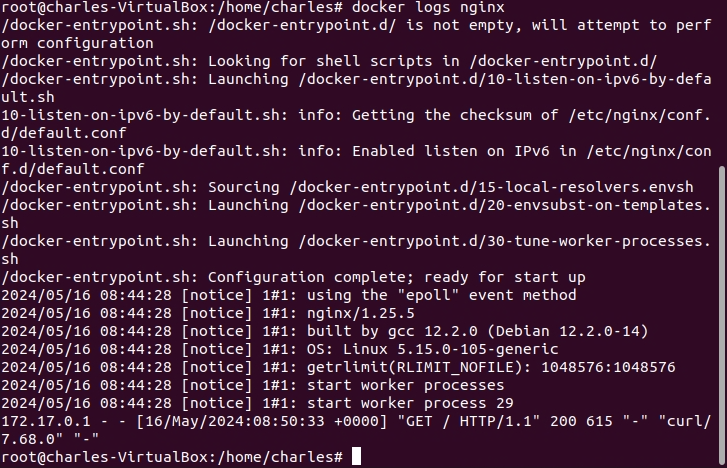 root@charles-VirtualBox:/home/charles# docker logs nginx
/docker-entrypoint.sh: /docker-entrypoint.d/ is not empty, will attempt to perf
orm configuration
/docker-entrypoint.sh: Looking for shell scripts in /docker-entrypoint.d/
/docker-entrypoint.sh: Launching /docker-entrypoint.d/10-listen-on-ipv6-by-defa
ult.sh
10-listen-on-ipv6-by-default.sh: info: Getting the checksum of /etc/nginx/conf.
d/default.conf
10-listen-on-ipv6-by-default.sh: info: Enabled listen on IPv6 in /etc/nginx/con
f.d/default.conf
/docker-entrypoint.sh: Sourcing /docker-entrypoint.d/15-local-resolvers.envsh
/docker-entrypoint.sh: Launching /docker-entrypoint.d/20-envsubst-on-templates.
sh
/docker-entrypoint.sh: Launching /docker-entrypoint.d/30-tune-worker-processes.
sh
/docker-entrypoint.sh: Configuration complete; ready for start up
2024/05/16 08:44:28 [notice] 1#1: using the "epoll" event method
2024/05/16 08:44:28 [notice] 1#1: nginx/1.25.5
2024/05/16 08:44:28 [notice] 1#1: built by gcc 12.2.0 (Debian 12.2.0-14)
2024/05/16 08:44:28 [notice] 1#1: OS: Linux 5.15.0-105-generic
2024/05/16 08:44:28 [notice] 1#1: getrlimit(RLIMIT_NOFILE): 1048576:1048576
2024/05/16 08:44:28 [notice] 1#1: start worker processes
2024/05/16 08:44:28 [notice] 1#1: start worker process 29
172.17.0.1 - - [16/May/2024:08:50:33 +0000] "GET / HTTP/1.1" 200 615 "-" "curl/
7.68.0" "-"
root@charles-VirtualBox:/home/charles#